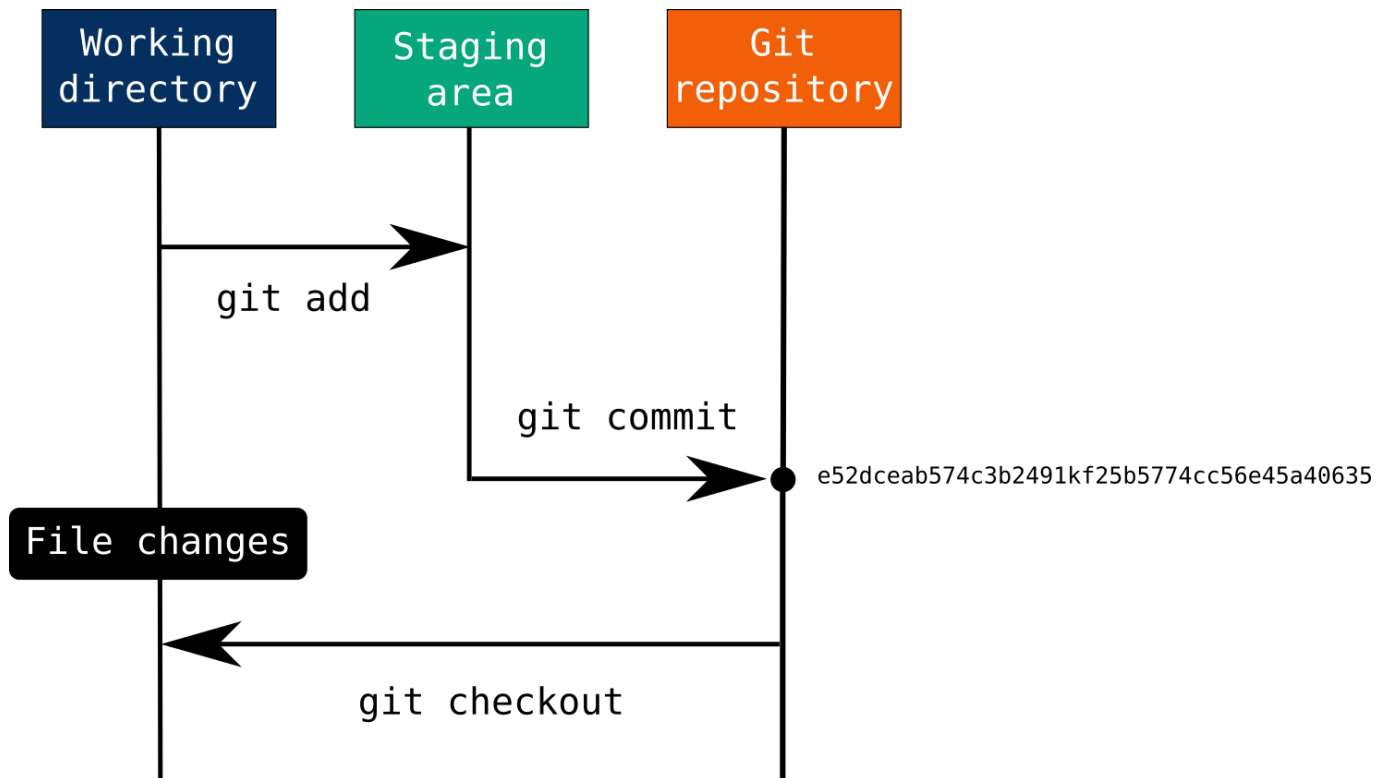 Working
directory
Staging
area
Git
repository
git add
git commit
e52dceab574c3b2491kf25b5774cc56e45a40635
File changes
git checkout